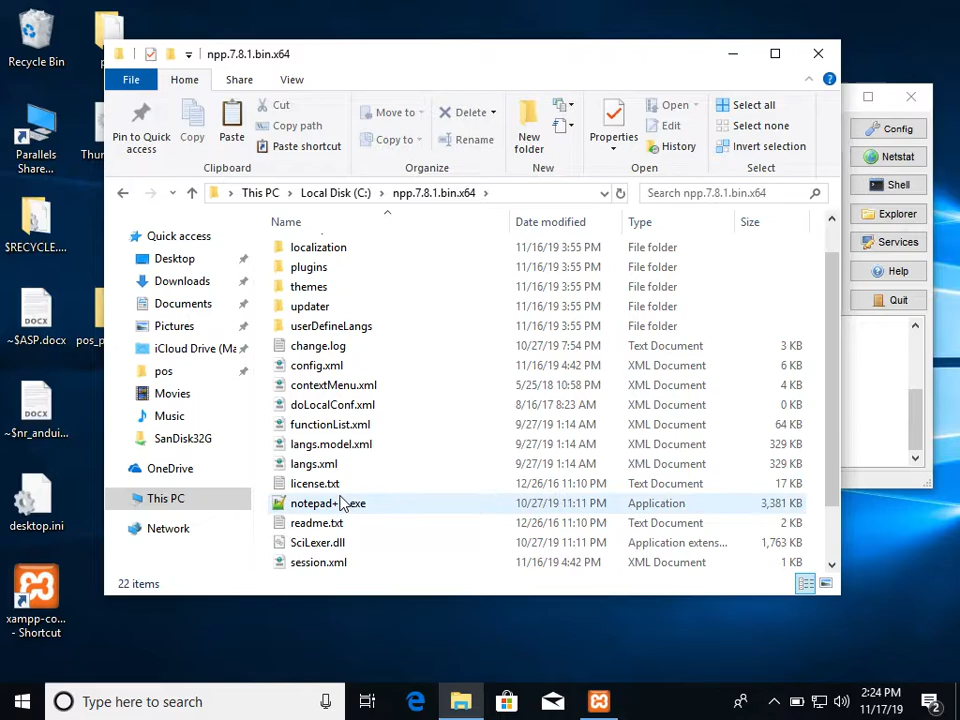 Recycle Bin
Parallels
Share...
Thur
$RECYCLE....
~$ASP.docx
pos_p
~$nr_andui...
desktop.ini
xampp-co...
- Shortcut
npp.7.8.1.bin.x64
File
Home
Share
View
Pin to Quick
access
Copy
Paste
Cut
Copy path
Paste shortcut
Clipboard
Move to
Copy to
Delete
Rename
Organize
New
folder
New
Properties
Open
Edit
History
Open
Select all
Select none
Invert selection
Select
This PC
Local Disk (C:)
npp.7.8.1.bin.x64
Search npp.7.8.1.bin.x64
Quick access
Desktop
Downloads
Documents
Pictures
iCloud Drive (Ma
pos
Movies
Music
SanDisk32G
OneDrive
This PC
Network
Name Date modified Type Size
localization 11/16/19 3:55 PM File folder
plugins 11/16/19 3:55 PM File folder
themes 11/16/19 3:55 PM File folder
updater 11/16/19 3:55 PM File folder
userDefineLangs 11/16/19 3:55 PM File folder
change.log 10/27/19 7:54 PM Text Document 3 KB
config.xml 11/16/19 4:42 PM XML Document 6 KB
contextMenu.xml 5/25/18 10:58 PM XML Document 4 KB
doLocalConf.xml 8/16/17 8:23 AM XML Document 0 KB
functionList.xml 9/27/19 1:14 AM XML Document 64 KB
langs.model.xml 9/27/19 1:14 AM XML Document 329 KB
langs.xml 9/27/19 1:14 AM XML Document 329 KB
license.txt 12/26/16 11:10 PM Text Document 17 KB
notepad+ .exe 10/27/19 11:11 PM Application 3,381 KB
readme.txt 12/26/16 11:10 PM Text Document 2 KB
SciLexer.dll 10/27/19 11:11 PM Application extens... 1,763 KB
session.xml 11/16/19 4:42 PM XML Document 1 KB
22 items
Config
Netstat
Shell
Explorer
Services
Help
Quit
Type here to search
2:24 PM
11/17/19
2